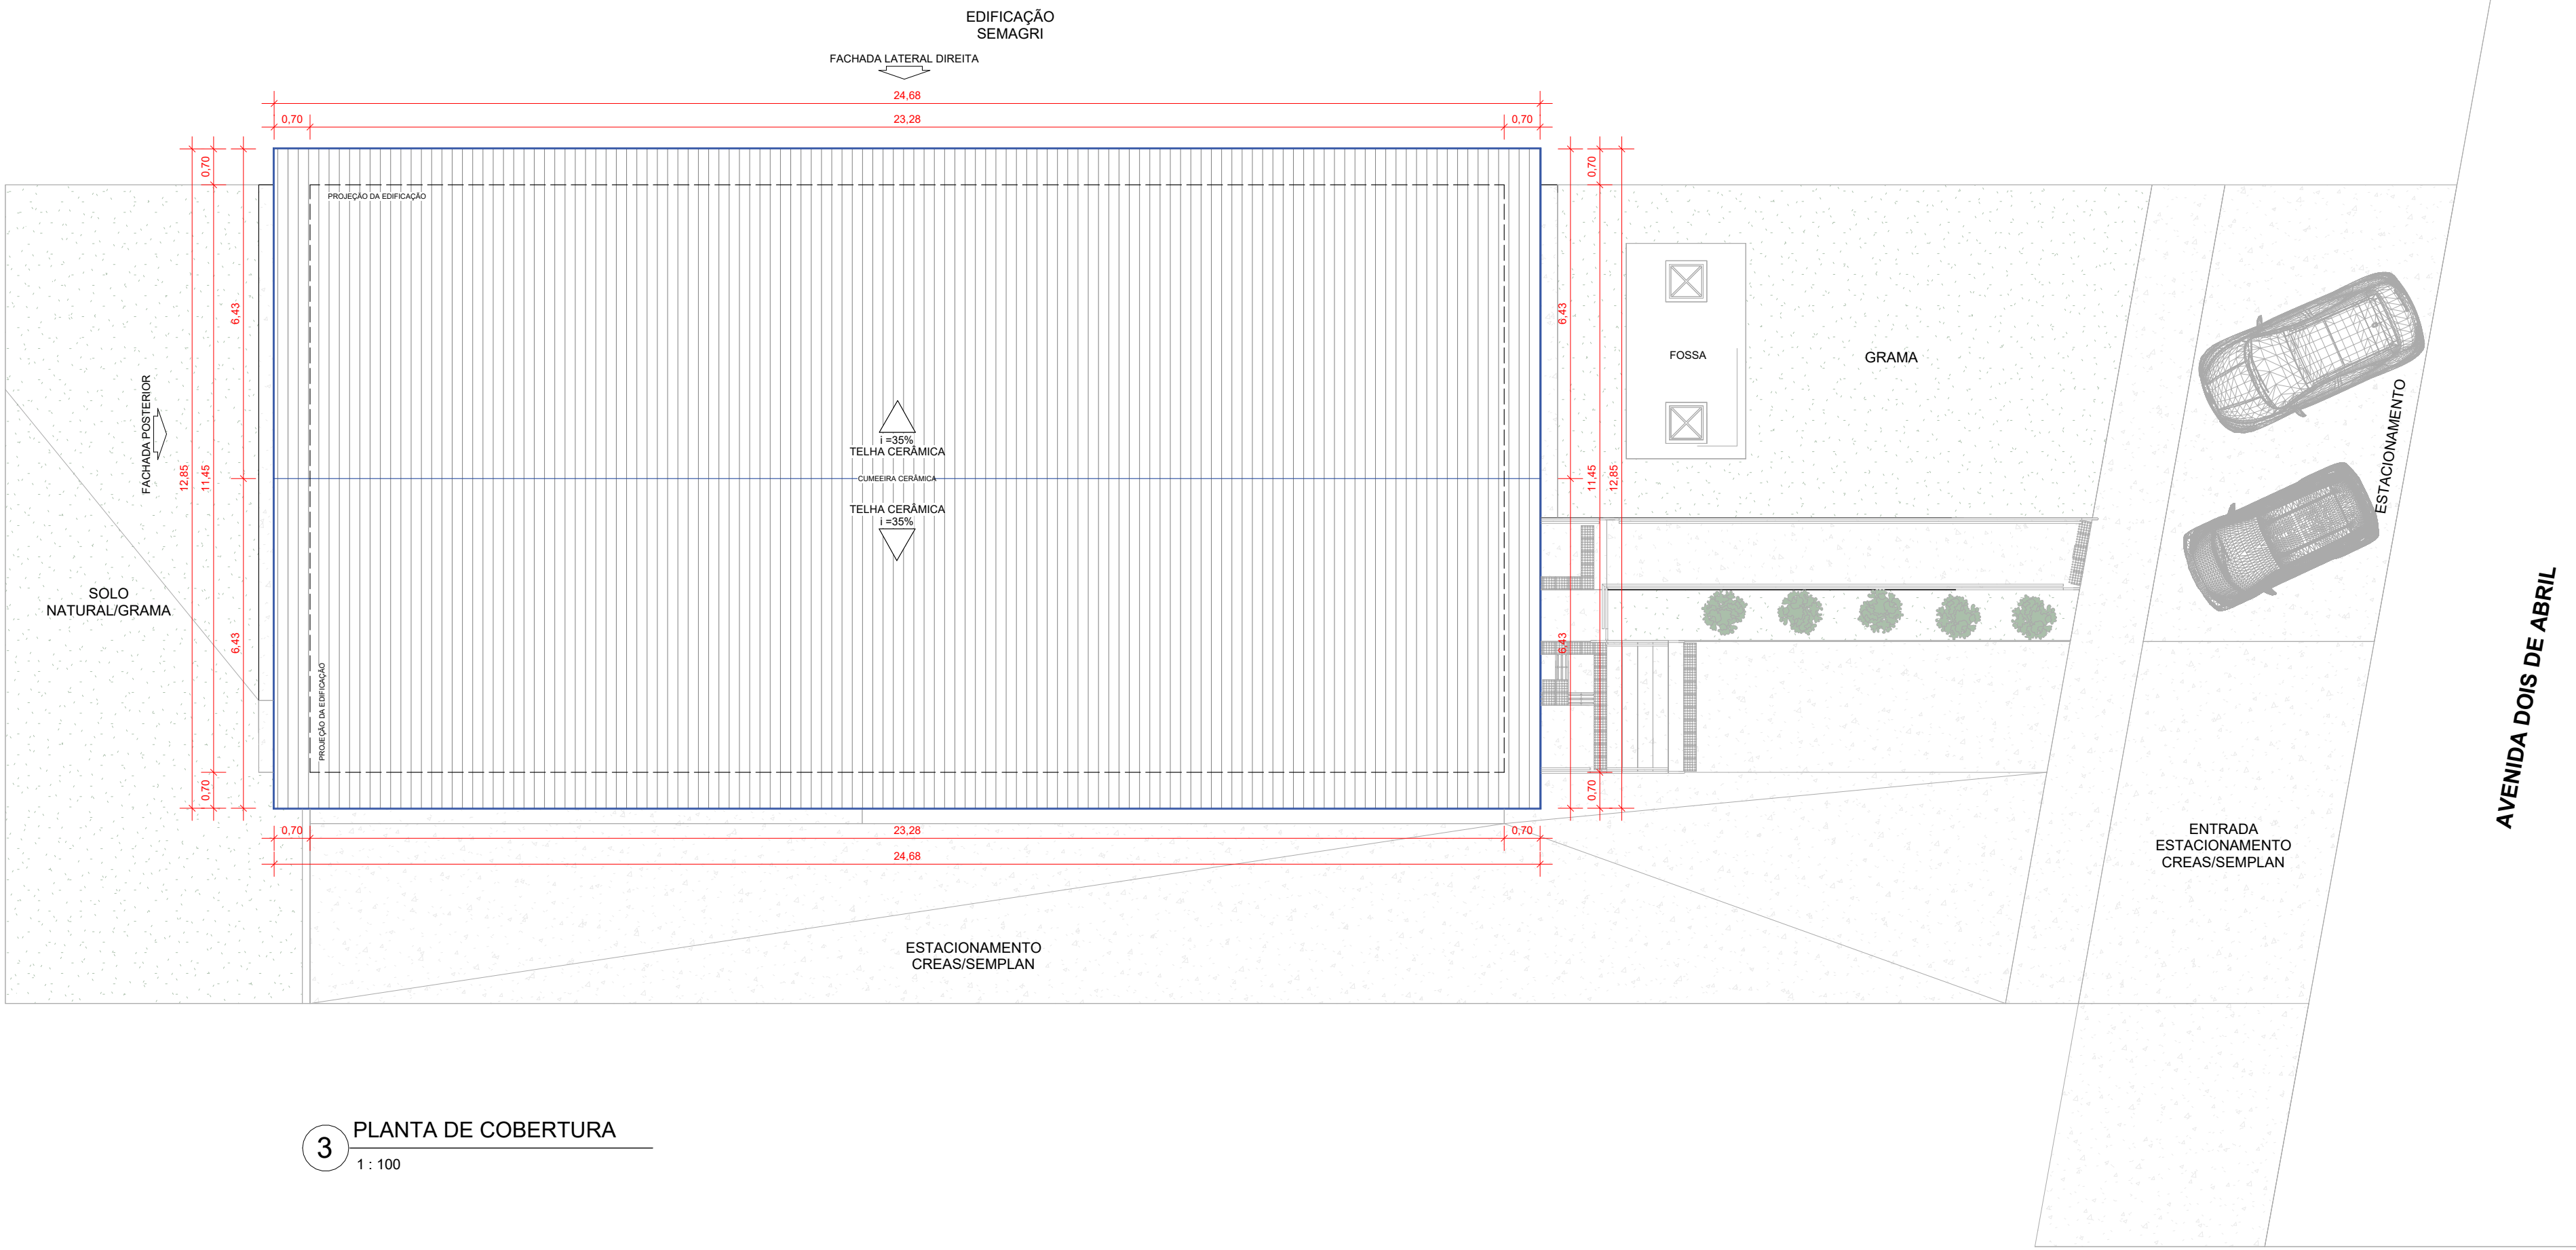 EDIFICAÇÃO
SEMAGRI
FACHADA LATERAL DIREITA
24,68
0,70
23,28
0,70
0,70
0,70
PROJEÇÃO DA EDIFICAÇÃO
6,43
6,43
FOSSA
GRAMA
ESTACIONAMENTO
FACHADA POSTERIOR
12,85
11,45
i =35%
TELHA CERÂMICA
CUMEEIRA CERÂMICA
TELHA CERÂMICA
i =35%
11,45
12,85
SOLO
NATURAL/GRAMA
6,43
6,43
PROJEÇÃO DA EDIFICAÇÃO
AVENIDA DOIS DE ABRIL
0,70
0,70
0,70
23,28
0,70
24,68
ENTRADA
ESTACIONAMENTO
CREAS/SEMPLAN
ESTACIONAMENTO
CREAS/SEMPLAN
3
PLANTA DE COBERTURA
1 : 100